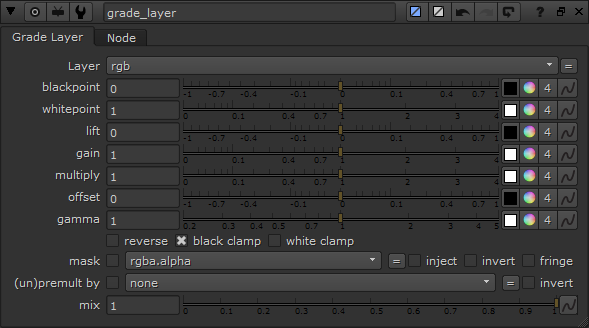 grade_layer ?
Grade Layer Node
Layer rgb =
blackpoint 0 -1 -0.7 -0.4 -0.1 0 0.1 0.4 0.7 1 4
whitepoint 1 0 0.1 0.4 0.7 1 2 3 4 4
lift 0 -1 -0.7 -0.4 -0.1 0 0.1 0.4 0.7 1 4
gain 1 0 0.1 0.4 0.7 1 2 3 4 4
multiply 1 0 0.1 0.4 0.7 1 2 3 4 4
offset 0 -1 -0.7 -0.4 -0.1 0 0.1 0.4 0.7 1 4
gamma 1 0.2 0.3 0.4 0.5 0.7 1 2 3 4 5 4
reverse black clamp white clamp
mask rgba.alpha = inject invert fringe
(un)premult by none = invert
mix 1 0 0.1 0.2 0.3 0.4 0.5 0.6 0.7 0.8 0.9 1